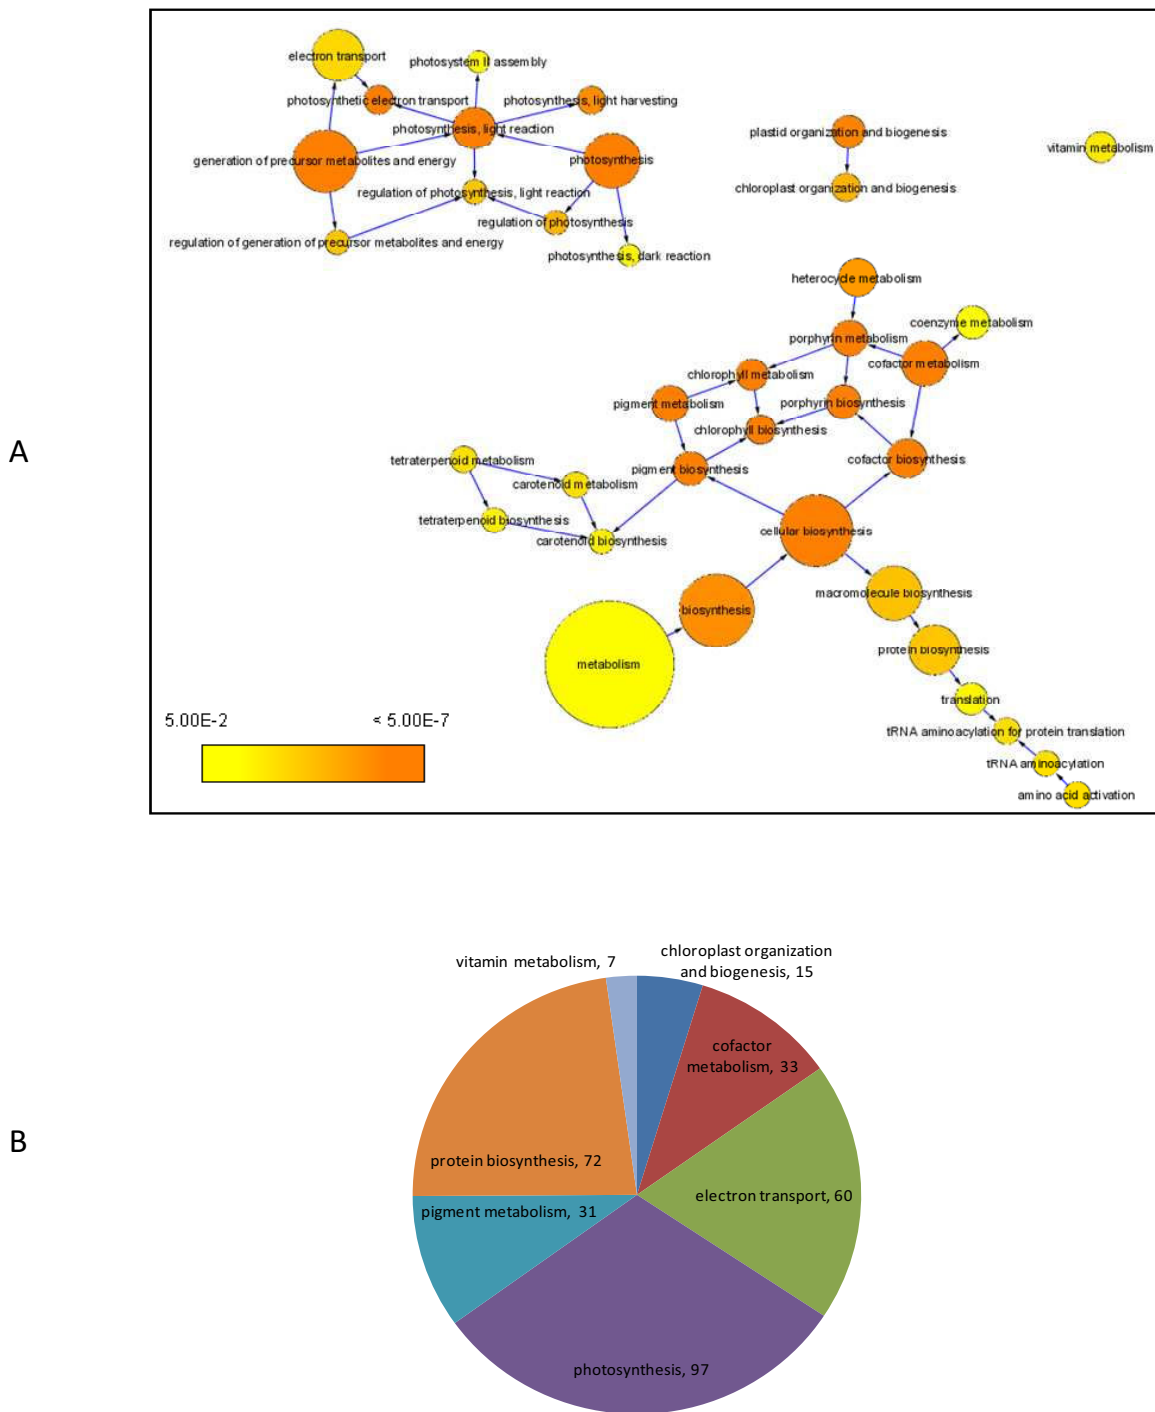 electron transport
photosystem II assembly
photosynthetic electron transport
photosynthesis, light harvesting
photosynthesis, light reaction
generation of precursor metabolites and energy
photosynthesis
regulation of photosynthesis, light reaction
regulation of photosynthesis
regulation of generation of precursor metabolites and energy
photosynthesis, dark reaction
plastid organization and biogenesis
chloroplast organization and biogenesis
vitamin metabolism
heterocycle metabolism
coenzyme metabolism
porphyrin metabolism
cofactor metabolism
chlorophyll metabolism
pigment metabolism
porphyrin biosynthesis
chlorophyll biosynthesis
A
tetraterpenoid metabolism
pigment biosynthesis
cofactor biosynthesis
carotenoid metabolism
tetraterpenoid biosynthesis
carotenoid biosynthesis
cellular biosynthesis
macromolecule biosynthesis
biosynthesis
protein biosynthesis
metabolism
translation
5.00E-2
< 5.00E-7
tRNA aminoacylation for protein translation
tRNA aminoacylation
amino acid activation
vitamin metabolism, 7
chloroplast organization
and biogenesis, 15
cofactor
metabolism, 33
B
protein biosynthesis, 72
electron transport, 60
pigment metabolism, 31
photosynthesis, 97